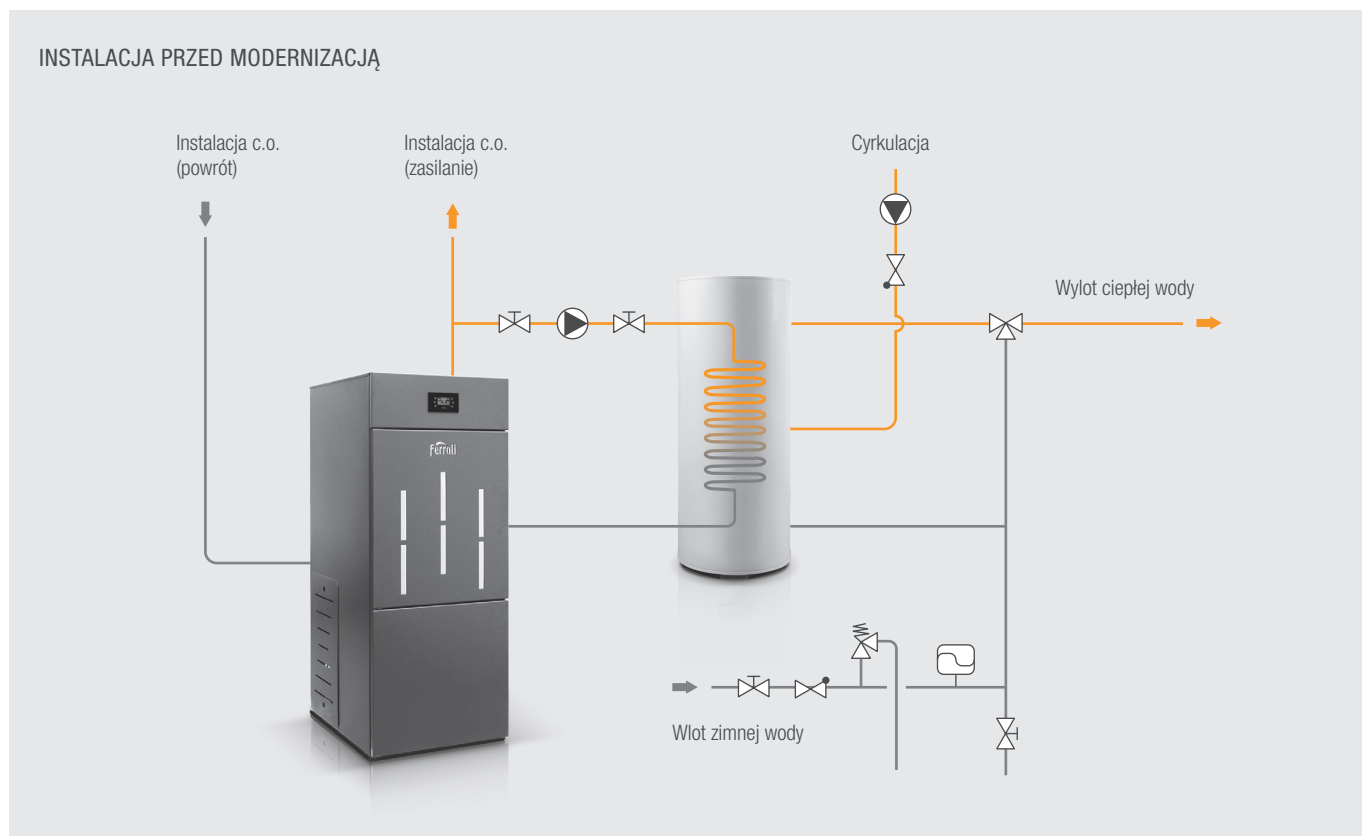 INSTALACJA PRZED MODERNIZACJĄ
Instalacja c.o.
(powrót)
Instalacja c.o.
(zasilanie)
Cyrkulacja
Wylot ciepłej wody
Ferroli
Wlot zimnej wody